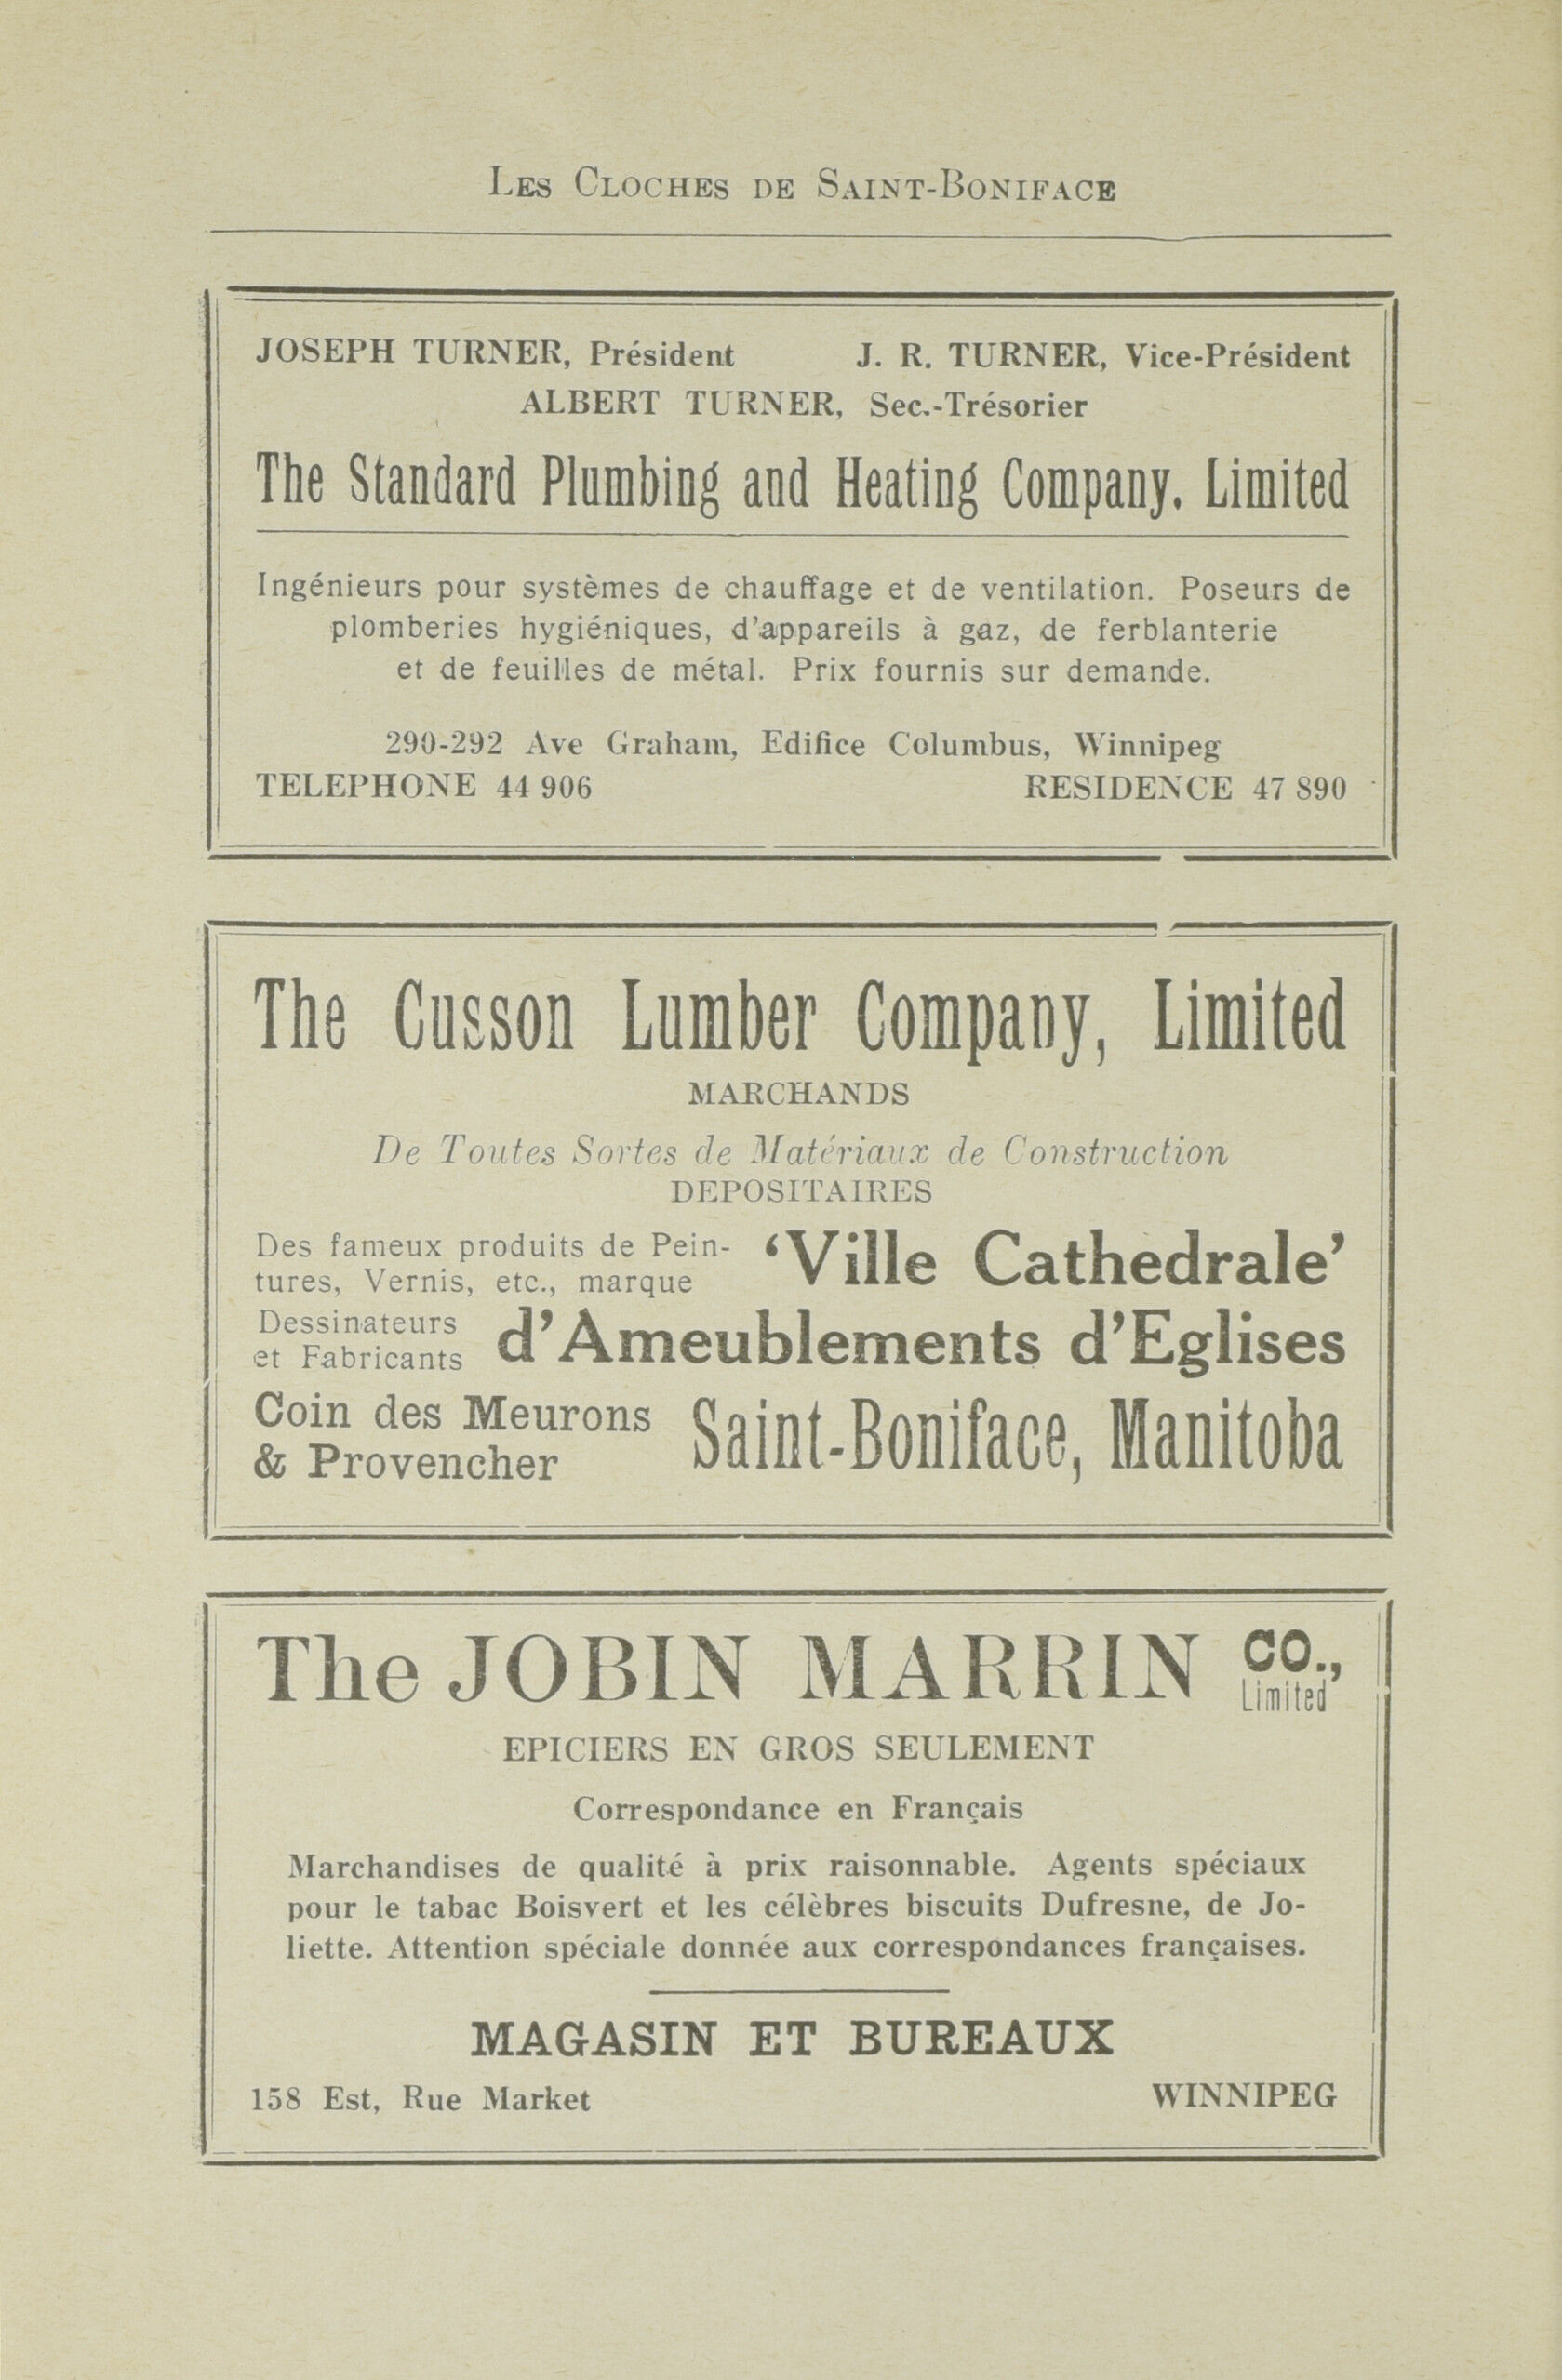 Les Cloches de Saint-Boniface
JOSEPH TURNER, Président J. R. TURNER, Vice-Président
ALBERT TURNER, Sec.-Trésorier
The Standard Plumbing and Heating Company, Limited
Ingénieurs pour systèmes de chauffage et de ventilation. Poseurs de
plomberies hygiéniques, d'appareils à gaz, de ferblanterie
et de feuilles de métal. Prix fournis sur demande.
290-292 Ave Graham, Edifice Columbus, Winnipeg
TELEPHONE 44 906 RESIDENCE 47 890
The Cusson Lumber Company, Limited
MARCHANDS
De Toutes Sortes de Matériaux de Construction
DEPOSITAIRES
Des fameux produits de Pein-
tures, Vernis, etc., marque
'Ville Cathedrale'
Dessinateurs
et Fabricants
d'Ameublements d'Eglises
Coin des Meurons
& Provencher
Saint-Boniface, Manitoba
The JOBIN MARRIN CO.,
Limited
EPICIERS EN GROS SEULEMENT
Correspondance en Français
Marchandises de qualité à prix raisonnable. Agents spéciaux
pour le tabac Boisvert et les célèbres biscuits Dufresne, de Jo-
liette. Attention spéciale donnée aux correspondances françaises.
MAGASIN ET BUREAUX
158 Est, Rue Market WINNIPEG